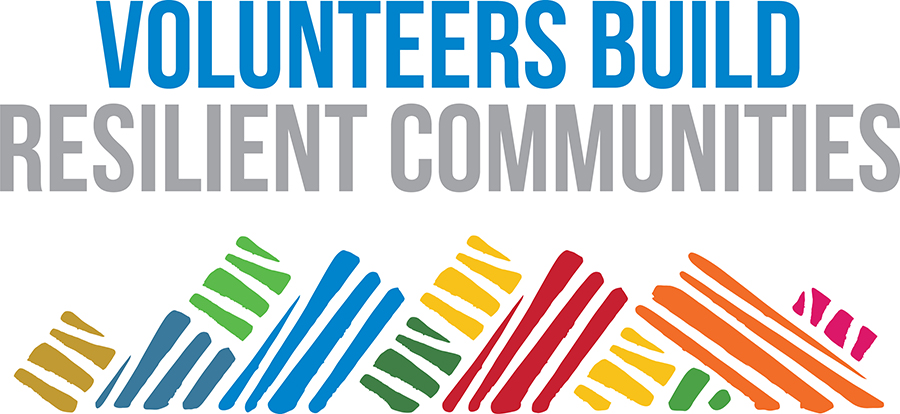 VOLUNTEERS BUILD
RESILIENT COMMUNITIES